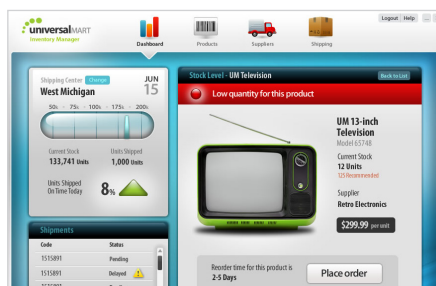 universalMART
Inventory Manager
Logout Help
Dashboard
Products
Suppliers
Shipping
Shipping Center Change
West Michigan
JUN
15
50s 75s 100s 175s 200s
Current Stock
133,741 Units
Units Shipped
1,000 Units
Units Shipped
On Time Today
8%
Shipments
Code Status
1515891 Pending
1515891 Delayed
1515891
Stock Level - UM Television
Back to List
Low quantity for this product
UM 13-inch
Television
Model 65748
Current Stock
12 Units
125 Recommended
Supplier
Retro Electronics
$299.99 per unit
Reorder time for this product is
2-5 Days
Place order